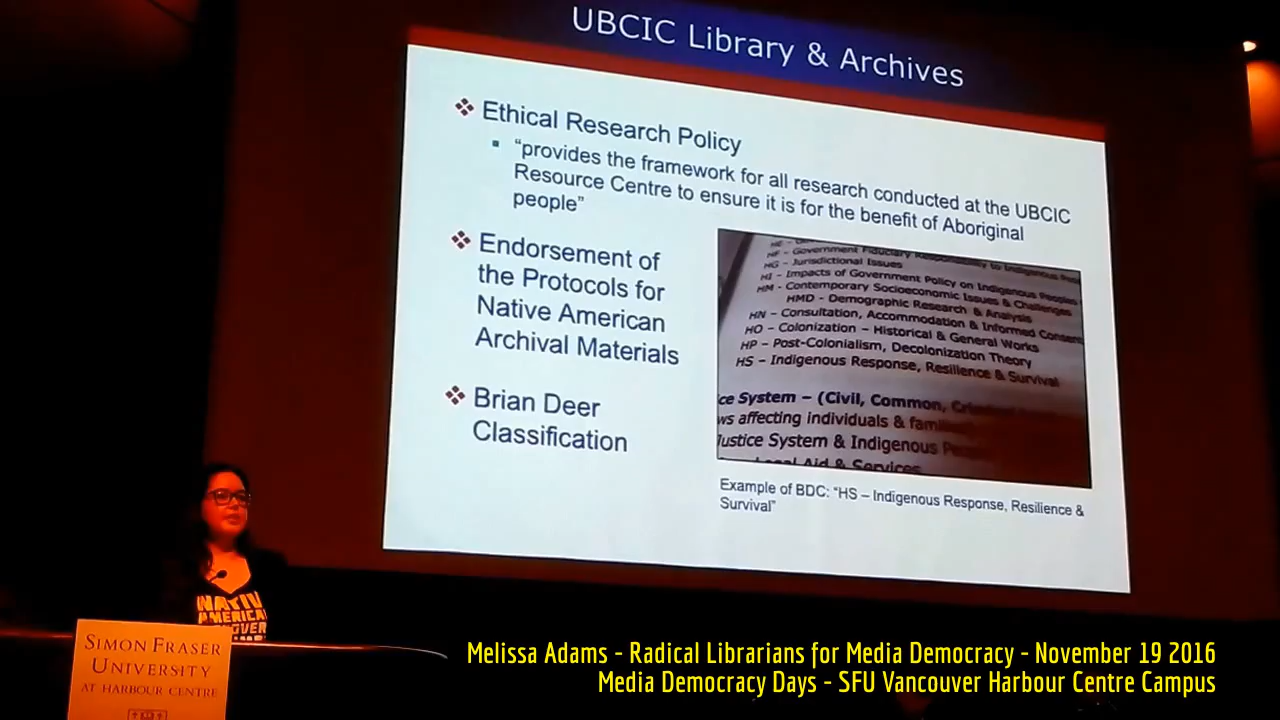 UBCIC Library & Archives
Ethical Research Policy
“provides the framework for all research conducted at the UBCIC
Resource Centre to ensure it is for the benefit of Aboriginal
people”
Endorsement of
the Protocols for
Native American
Archival Materials
Brian Deer
Classification
HF - Government Fiduciary Responsibility to Indigenous
HG - Jurisdictional Issues
HI - Impacts of Government Policy on Indigenous Peoples
HM - Contemporary Socioeconomic Issues & Challenges
HMD - Demographic Research & Analysis
HN - Consultation, Accommodation & Informed Consent
HO - Colonization - Historical & General Works
HP - Post-Colonialism, Decolonization Theory
HS - Indigenous Response, Resilience & Survival
ce System - (Civil, Common,
ws affecting individuals &
Justice System & Indigenous
Legal Aid & Services
Example of BDC: “HS – Indigenous Response, Resilience &
Survival”
NATIV
AMERICA
SIMON FRASER
UNIVERSITY
AT HARBOUR CENTRE
Melissa Adams - Radical Librarians for Media Democracy - November 19 2016
Media Democracy Days - SFU Vancouver Harbour Centre Campus